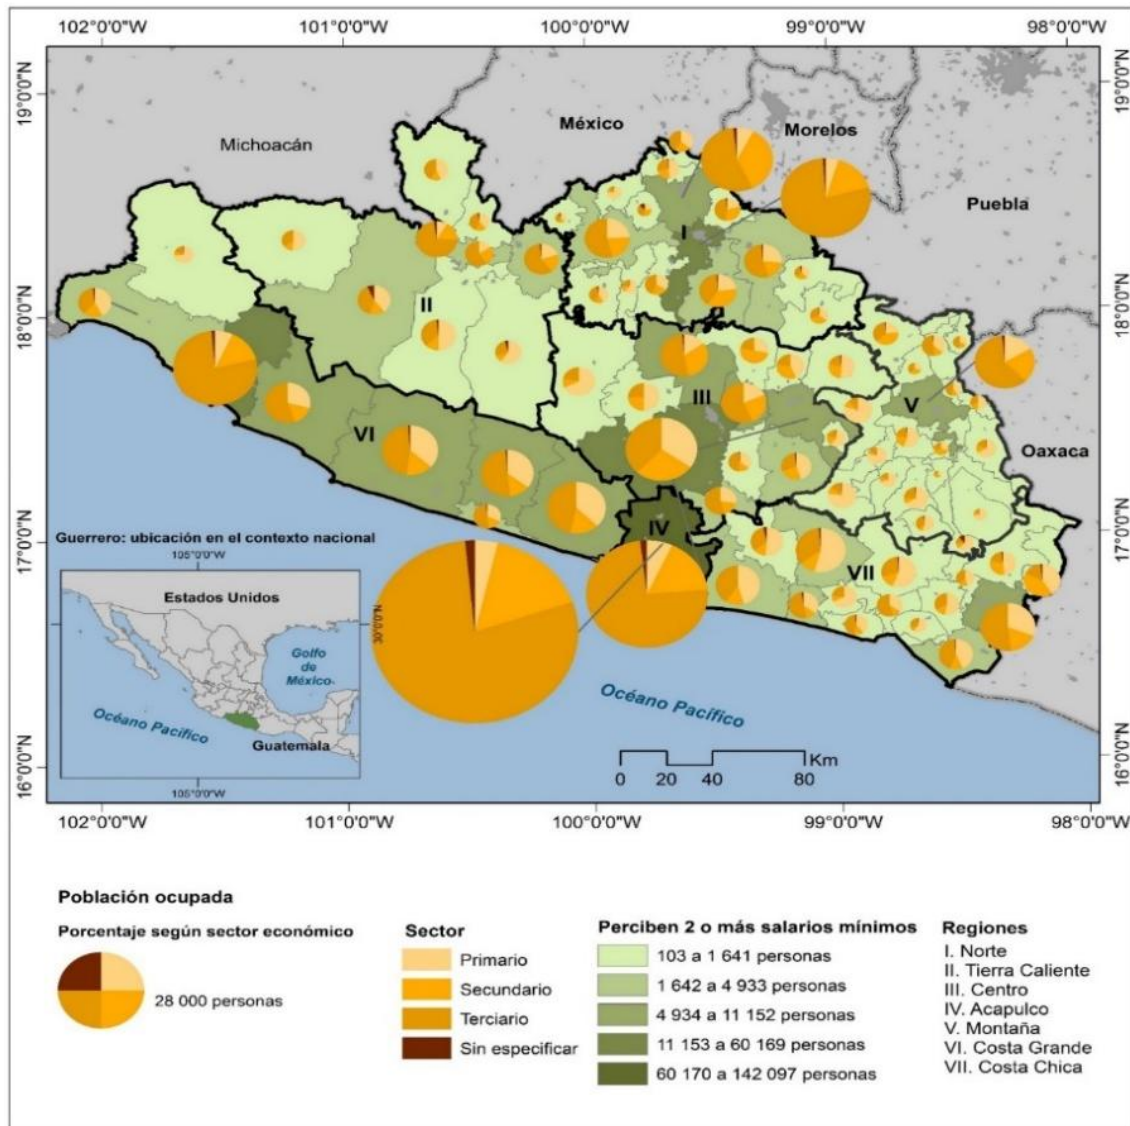 102°0'0"W 101°0'0"W 100°0'0"W 99°0'0"W 98°0'0"W
19°0'0"N
18°0'0"N
17°0'0"N
16°0'0"N
19°0'0"N
18°0'0"N
17°0'0"N
16°0'0"N
Michoacán
México
Morelos
Puebla
Oaxaca
I
II
III
V
VI
IV
VII
Océano Pacífico
Km
0 20 40 80
Guerrero: ubicación en el contexto nacional
105°0'0"W
Estados Unidos
Golfo
de
México
Océano Pacífico
Guatemala
30°0'0"N
105°0'0"W
102°0'0"W 101°0'0"W 100°0'0"W 99°0'0"W 98°0'0"W
Población ocupada
Porcentaje según sector económico
28 000 personas
Sector
Primario
Secundario
Terciario
Sin especificar
Perciben 2 o más salarios mínimos
103 a 1 641 personas
1 642 a 4 933 personas
4 934 a 11 152 personas
11 153 a 60 169 personas
60 170 a 142 097 personas
Regiones
I. Norte
II. Tierra Caliente
III. Centro
IV. Acapulco
V. Montaña
VI. Costa Grande
VII. Costa Chica